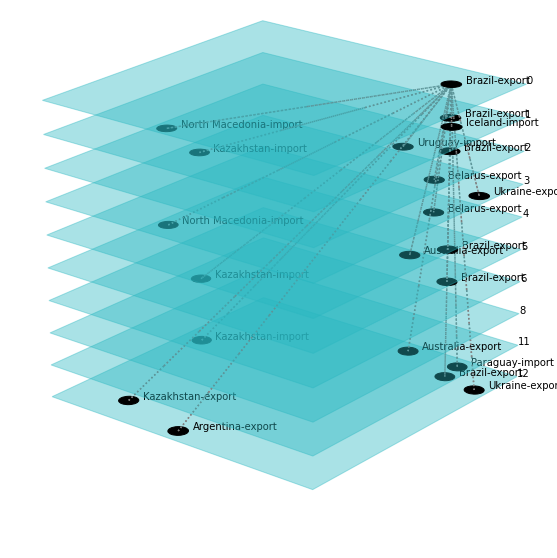 Brazil-export
0
Brazil-export
1
Iceland-import
North Macedonia-import
Uruguay-import
Brazil-export
2
Kazakhstan-import
Belarus-export
3
Ukraine-expo
Belarus-export
4
North Macedonia-import
Brazil-export
5
Australia-export
Kazakhstan-import
Brazil-export
6
8
Kazakhstan-import
11
Australia-export
Paraguay-import
Brazil-export
12
Ukraine-expo
Kazakhstan-export
Argentina-export